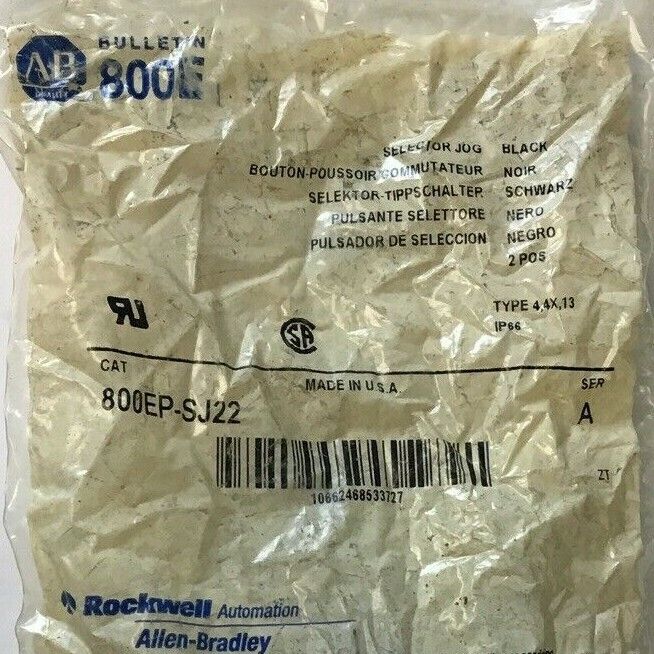 AB
QUALITY
BULLETIN
800E
SELECTOR JOG BLACK
BOUTON-POUSSOIR/COMMUTATEUR NOIR
SELEKTOR-TIPPSCHALTER SCHWARZ
PULSANTE SELETTORE NERO
PULSADOR DE SELECCION NEGRO
2 POS
TYPE 4,4X,13
IP66
CAT
MADE IN U.S.A.
SER
800EP-SJ22
A
10662468533727
ZT
Rockwell Automation
Allen-Bradley